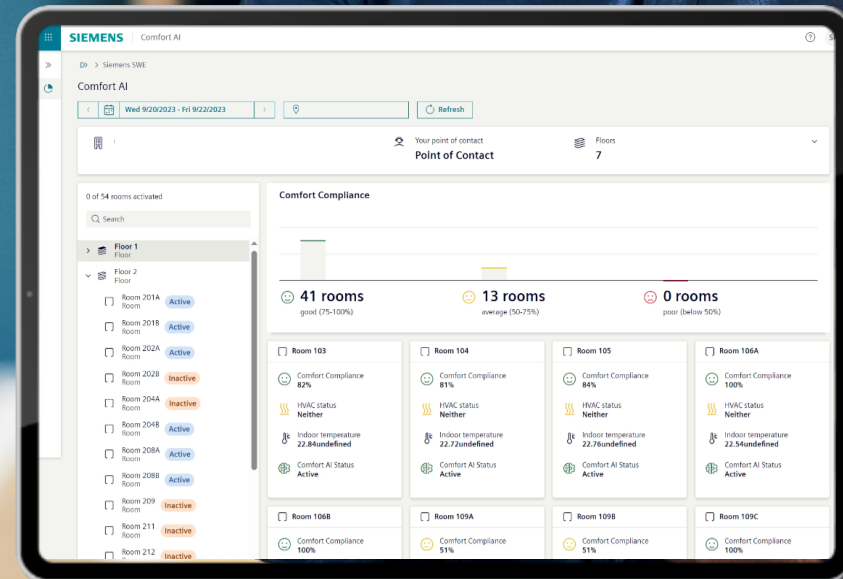 SIEMENS Comfort AI
Siemens SWE
Comfort AI
Wed 9/20/2023 - Fri 9/22/2023
Refresh
Your point of contact
Point of Contact
Floors
7
0 of 54 rooms activated
Search
Floor 1
Floor
Floor 2
Floor
Room 201A
Room
Active
Room 201B
Room
Active
Room 202A
Room
Active
Room 202B
Room
Inactive
Room 204A
Room
Inactive
Room 204B
Room
Active
Room 208A
Room
Active
Room 208B
Room
Active
Room 209
Room
Inactive
Room 211
Room
Inactive
Room 212
Room
Inactive
Comfort Compliance
41 rooms
good (75-100%)
13 rooms
average (50-75%)
0 rooms
poor (below 50%)
Room 103
Comfort Compliance
82%
HVAC status
Neither
Indoor temperature
22.84undefined
Comfort AI Status
Active
Room 104
Comfort Compliance
81%
HVAC status
Neither
Indoor temperature
22.72undefined
Comfort AI Status
Active
Room 105
Comfort Compliance
84%
HVAC status
Neither
Indoor temperature
22.76undefined
Comfort AI Status
Active
Room 106A
Comfort Compliance
100%
HVAC status
Neither
Indoor temperature
22.54undefined
Comfort AI Status
Active
Room 106B
Comfort Compliance
100%
Room 109A
Comfort Compliance
51%
Room 109B
Comfort Compliance
51%
Room 109C
Comfort Compliance
100%